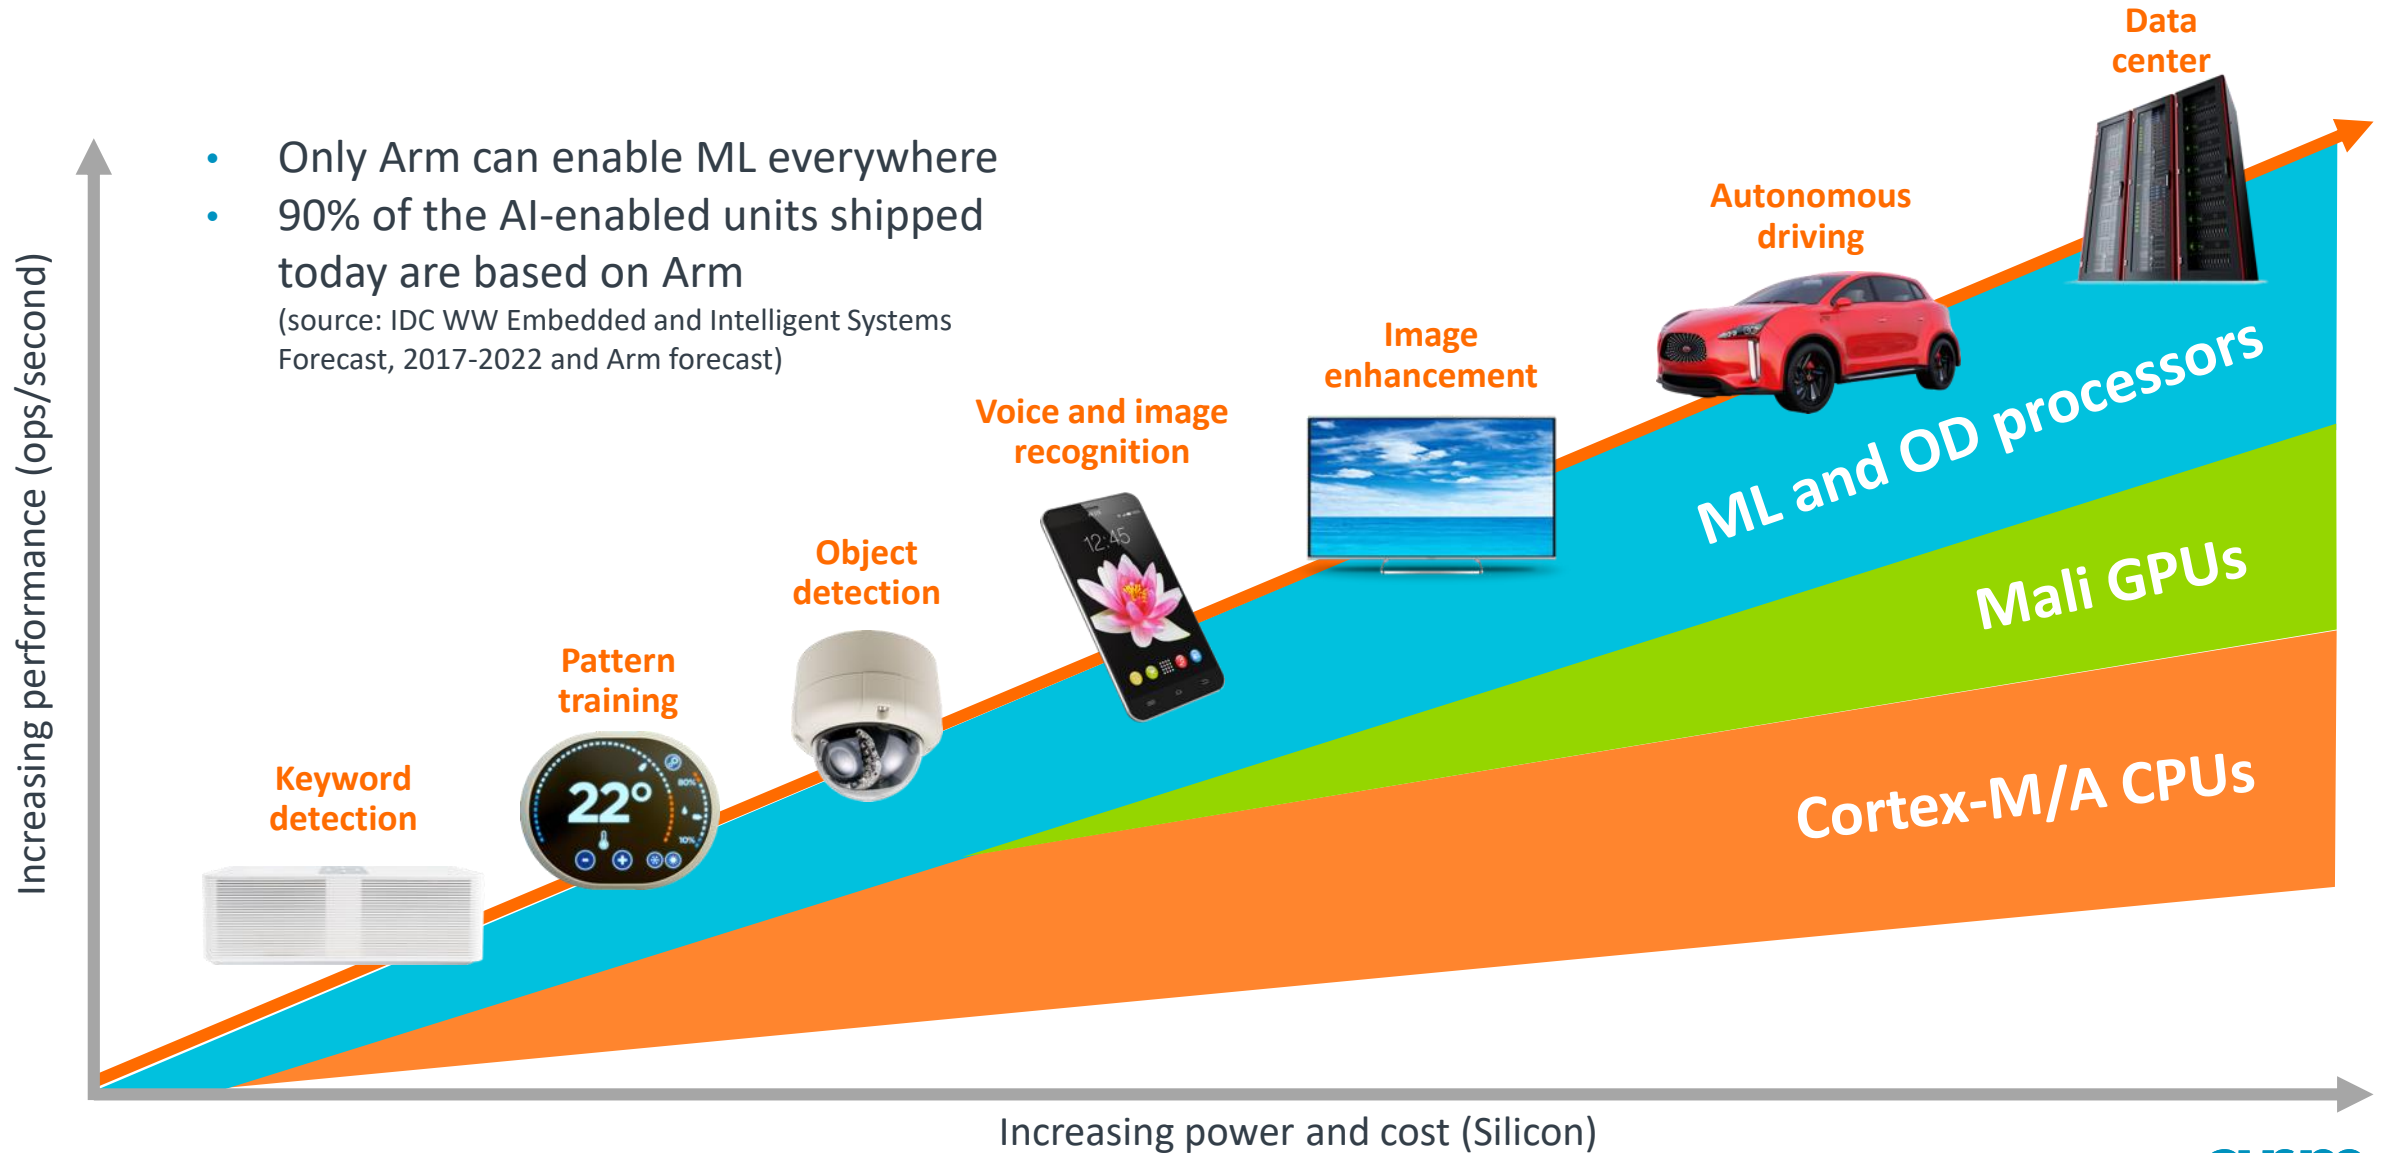 Data
center
• Only Arm can enable ML everywhere
• 90% of the AI-enabled units shipped
today are based on Arm
(source: IDC WW Embedded and Intelligent Systems
Forecast, 2017-2022 and Arm forecast)
Autonomous
driving
Image
enhancement
Voice and image
recognition
Object
detection
Pattern
training
Keyword
detection
12:45
22°
80%
10%
ML and OD processors
Mali GPUs
Cortex-M/A CPUs
Increasing performance (ops/second)
Increasing power and cost (Silicon)